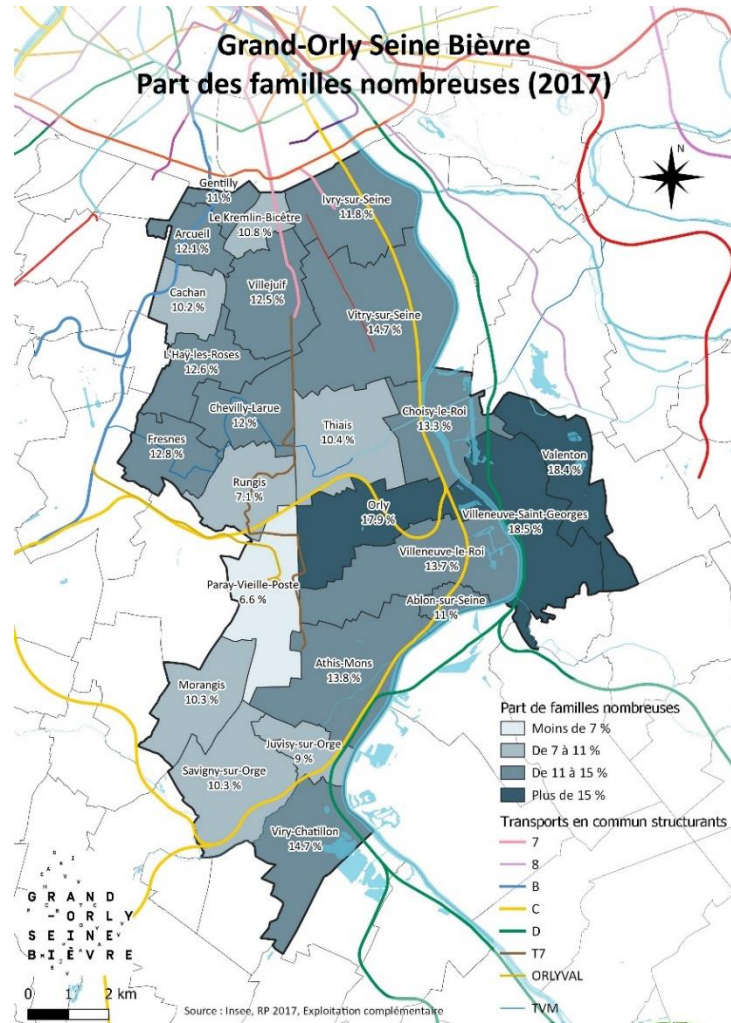 Grand-Orly Seine Bièvre
Part des familles nombreuses (2017)
N
Gentilly
11 %
Ivry-sur-Seine
11.8 %
Le Kremlin-Bicêtre
10.8 %
Arcueil
12.1 %
Villejuif
12.5 %
Cachan
10.2 %
Vitry-sur-Seine
14.7 %
L'Haÿ-les-Roses
12.6 %
Chevilly-Larue
12 %
Thiais
10.4 %
Choisy-le-Roi
13.3 %
Fresnes
12.8 %
Valenton
18.4 %
Rungis
7.1 %
Orly
17.9 %
Villeneuve-Saint-Georges
18.5 %
Villeneuve-le-Roi
13.7 %
Paray-Vieille-Poste
6.6 %
Ablon-sur-Seine
11 %
Athis-Mons
13.8 %
Morangis
10.3 %
Juvisy-sur-Orge
9 %
Savigny-sur-Orge
10.3 %
Viry-Chatillon
14.7 %
Part de familles nombreuses
Moins de 7 %
De 7 à 11 %
De 11 à 15 %
Plus de 15 %
Transports en commun structurants
7
8
B
C
D
T7
ORLYVAL
TVM
GRAND
-ORLY
SEINE
BIÈVRE
0 1 2 km
Source : Insee, RP 2017, Exploitation complémentaire